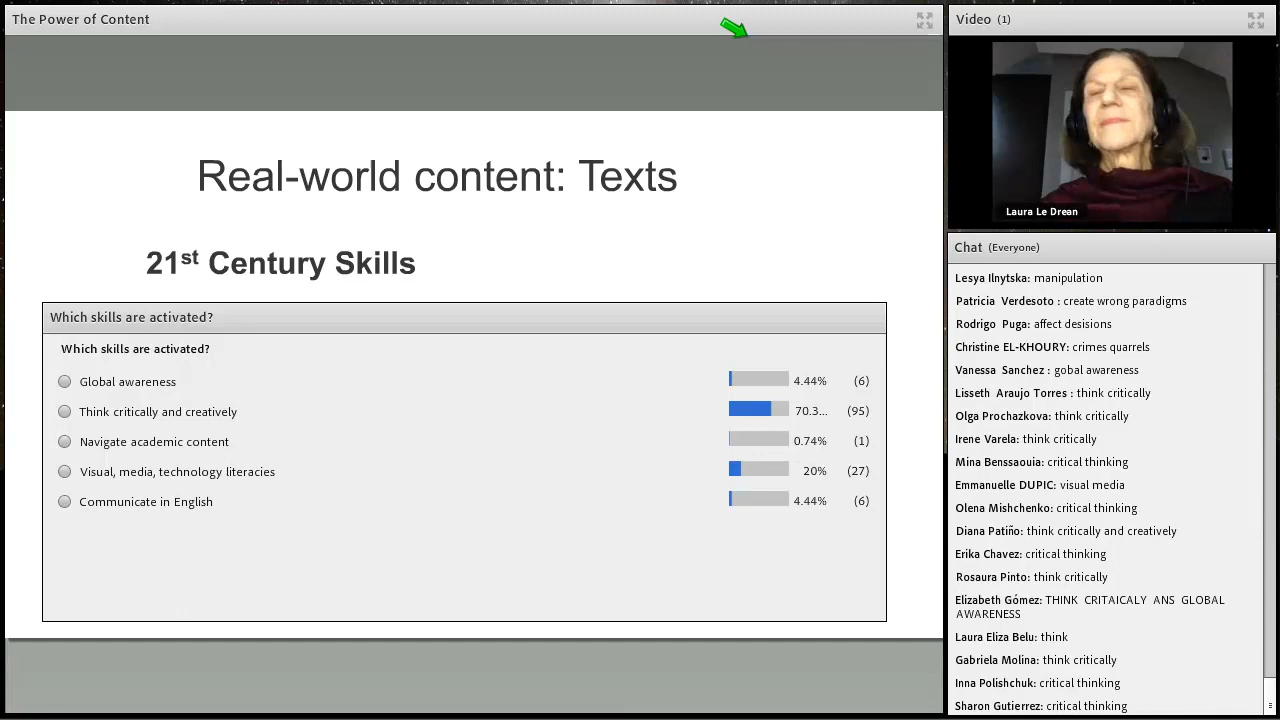 The Power of Content
Real-world content: Texts
21st Century Skills
Which skills are activated?
Which skills are activated?
Global awareness 4.44% (6)
Think critically and creatively 70.3... (95)
Navigate academic content 0.74% (1)
Visual, media, technology literacies 20% (27)
Communicate in English 4.44% (6)
Video (1)
Laura Le Drean
Chat (Everyone)
Lesya Ilnytska: manipulation
Patricia Verdesoto : create wrong paradigms
Rodrigo Puga: affect desisions
Christine EL-KHOURY: crimes quarrels
Vanessa Sanchez : gobal awareness
Lisseth Araujo Torres : think critically
Olga Prochazkova: think critically
Irene Varela: think critically
Mina Benssaouia: critical thinking
Emmanuelle DUPIC: visual media
Olena Mishchenko: critical thinking
Diana Patiño: think critically and creatively
Erika Chavez: critical thinking
Rosaura Pinto: think critically
Elizabeth Gómez: THINK CRITAICALY ANS GLOBAL
AWARENESS
Laura Eliza Belu: think
Gabriela Molina: think critically
Inna Polishchuk: critical thinking
Sharon Gutierrez: critical thinking